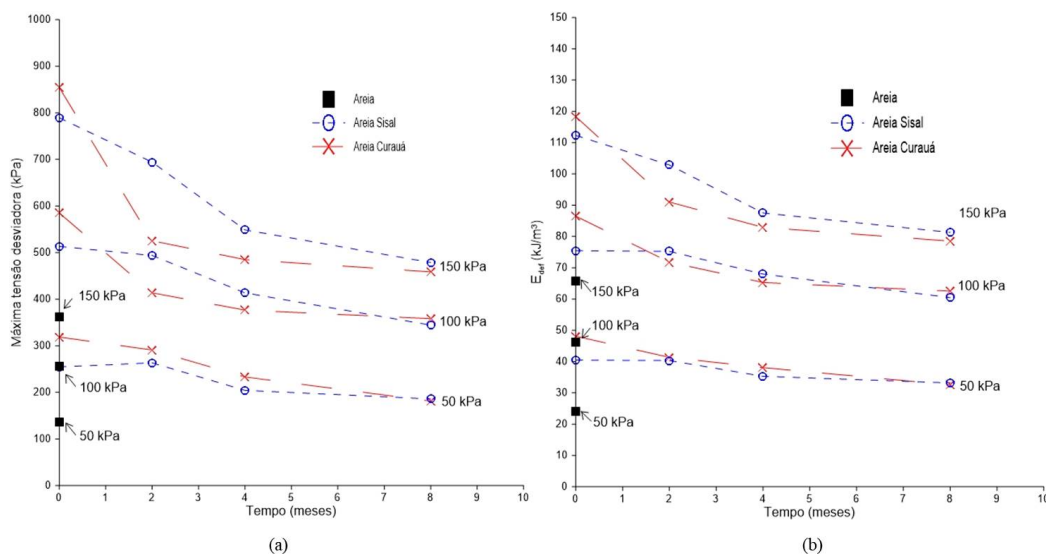 Máxima tensão desviadora (kPa)
1000
900
800
700
600
500
400
300
200
100
0
0 1 2 3 4 5 6 7 8 9 10
Tempo (meses)
Areia
Areia Sisal
Areia Curauá
150 kPa
100 kPa
50 kPa
150 kPa
100 kPa
50 kPa
(a)
E_def (kJ/m³)
150
140
130
120
110
100
90
80
70
60
50
40
30
20
10
0
0 1 2 3 4 5 6 7 8 9 10
Tempo (meses)
Areia
Areia Sisal
Areia Curauá
150 kPa
100 kPa
50 kPa
150 kPa
100 kPa
50 kPa
(b)